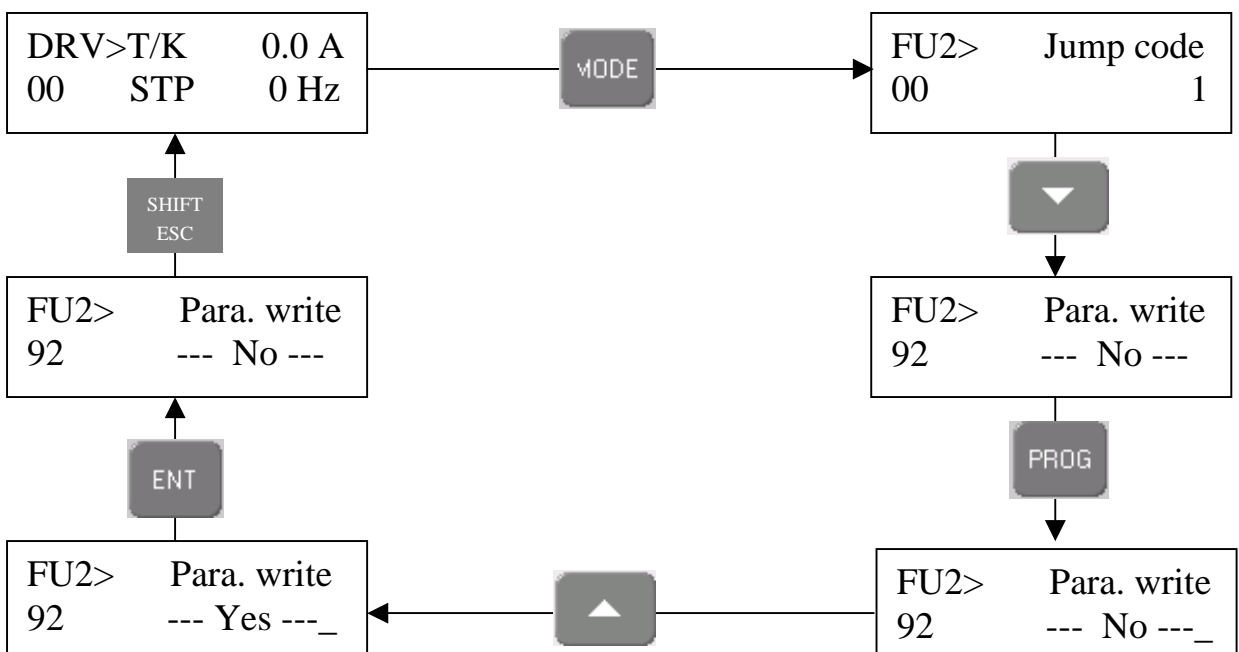 DRV>T/K 0.0 A
00 STP 0 Hz
MODE
FU2> Jump code
00 1
SHIFT
ESC
FU2> Para. write
92 --- No ---
FU2> Para. write
92 --- No ---
ENT
PROG
FU2> Para. write
92 --- Yes ---_
FU2> Para. write
92 --- No ---_